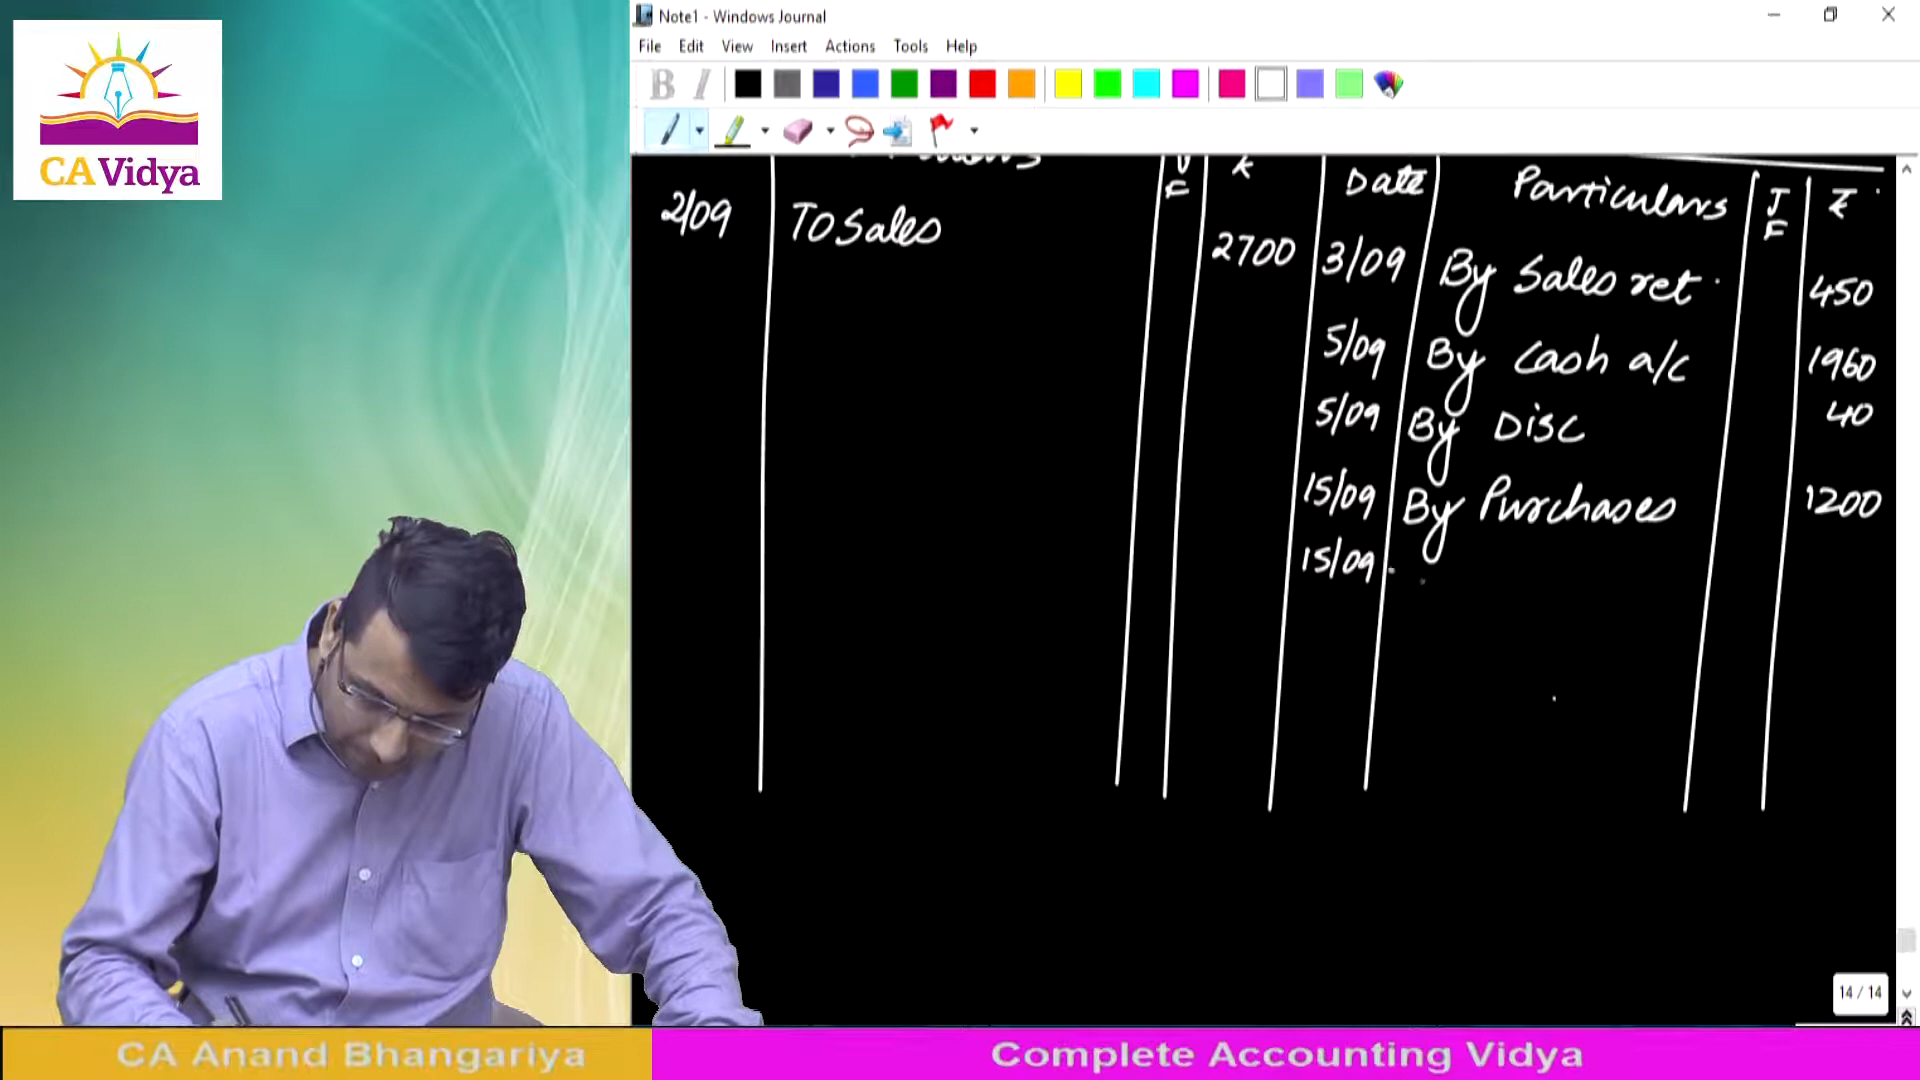 CA Vidya
Note1 - Windows Journal
File Edit View Insert Actions Tools Help
B I
F ₹ Date Particulars J F ₹
2/09 To Sales 2700 3/09 By Sales ret. 450
5/09 By Cash a/c 1960
5/09 By Disc 40
15/09 By Purchases 1200
15/09
14 / 14
CA Anand Bhangariya
Complete Accounting Vidya